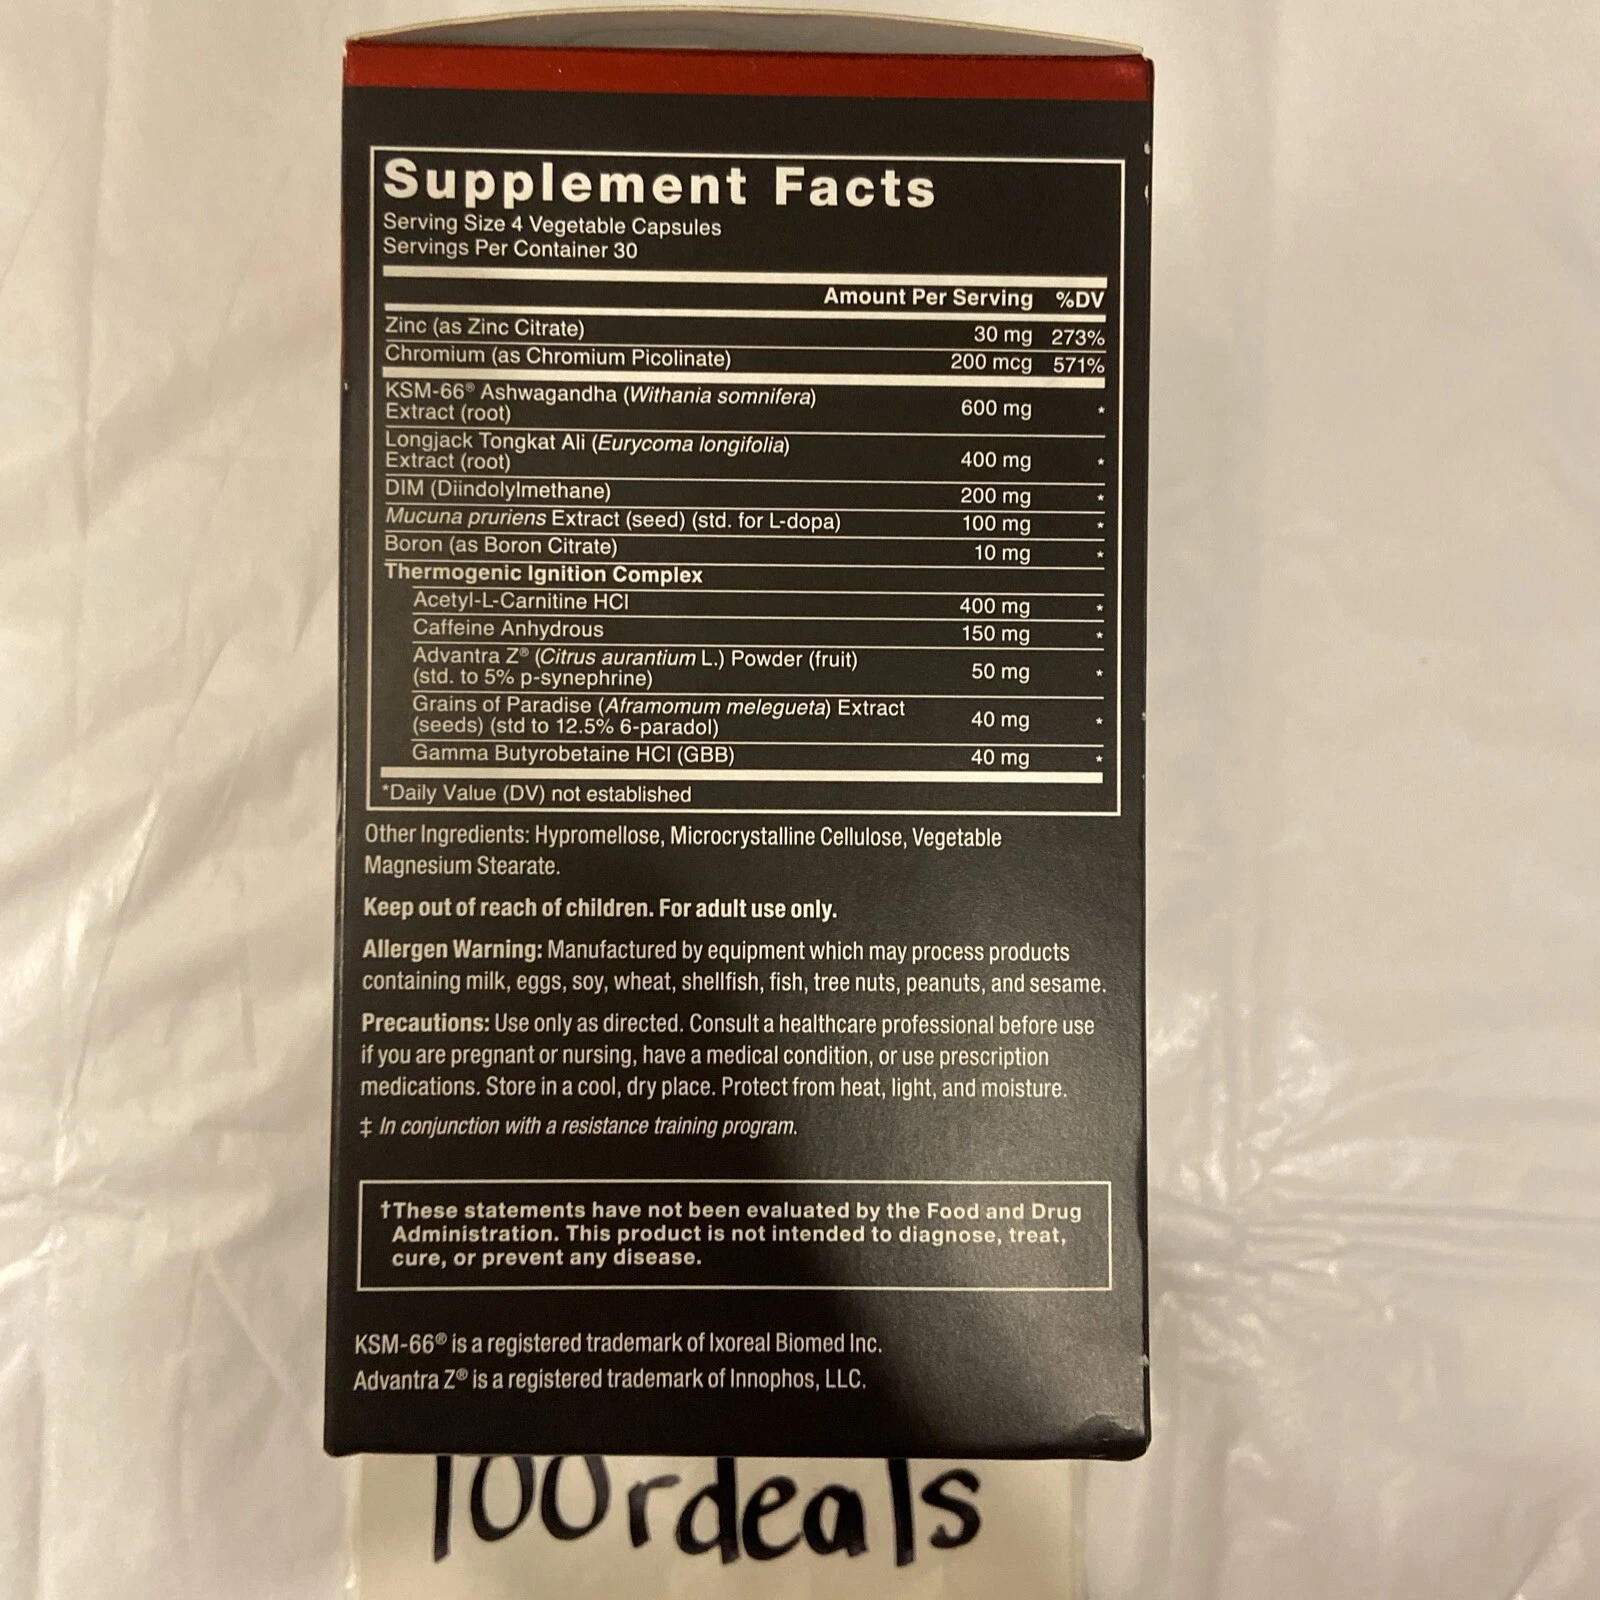 Supplement Facts
Serving Size 4 Vegetable Capsules
Servings Per Container 30
Amount Per Serving %DV
Zinc (as Zinc Citrate) 30 mg 273%
Chromium (as Chromium Picolinate) 200 mcg 571%
KSM-66® Ashwagandha (Withania somnifera)
Extract (root) 600 mg *
Longjack Tongkat Ali (Eurycoma longifolia)
Extract (root) 400 mg *
DIM (Diindolylmethane) 200 mg *
Mucuna pruriens Extract (seed) (std. for L-dopa) 100 mg *
Boron (as Boron Citrate) 10 mg *
Thermogenic Ignition Complex
Acetyl-L-Carnitine HCl 400 mg *
Caffeine Anhydrous 150 mg *
Advantra Z® (Citrus aurantium L.) Powder (fruit)
(std. to 5% p-synephrine) 50 mg *
Grains of Paradise (Aframomum melegueta) Extract
(seeds) (std to 12.5% 6-paradol) 40 mg *
Gamma Butyrobetaine HCl (GBB) 40 mg *
*Daily Value (DV) not established
Other Ingredients: Hypromellose, Microcrystalline Cellulose, Vegetable
Magnesium Stearate.
Keep out of reach of children. For adult use only.
Allergen Warning: Manufactured by equipment which may process products
containing milk, eggs, soy, wheat, shellfish, fish, tree nuts, peanuts, and sesame.
Precautions: Use only as directed. Consult a healthcare professional before use
if you are pregnant or nursing, have a medical condition, or use prescription
medications. Store in a cool, dry place. Protect from heat, light, and moisture.
‡ In conjunction with a resistance training program.
†These statements have not been evaluated by the Food and Drug
Administration. This product is not intended to diagnose, treat,
cure, or prevent any disease.
KSM-66® is a registered trademark of Ixoreal Biomed Inc.
Advantra Z® is a registered trademark of Innophos, LLC.
100rdeals